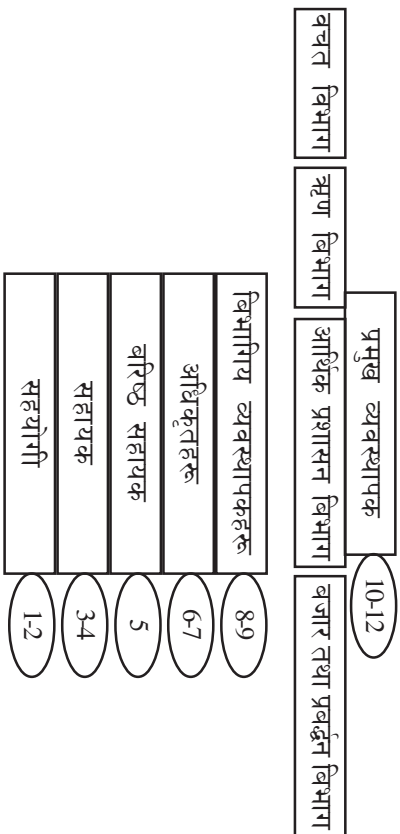 प्रमुख व्यवस्थापक
10-12
बचत विभाग
ऋण विभाग
आर्थिक प्रशासन विभाग
बजार तथा प्रवर्द्धन विभाग
विभागिय व्यवस्थापकहरू
8-9
अधिकृतहरू
6-7
बरिष्ठ सहायक
5
सहायक
3-4
सहयोगी
1-2